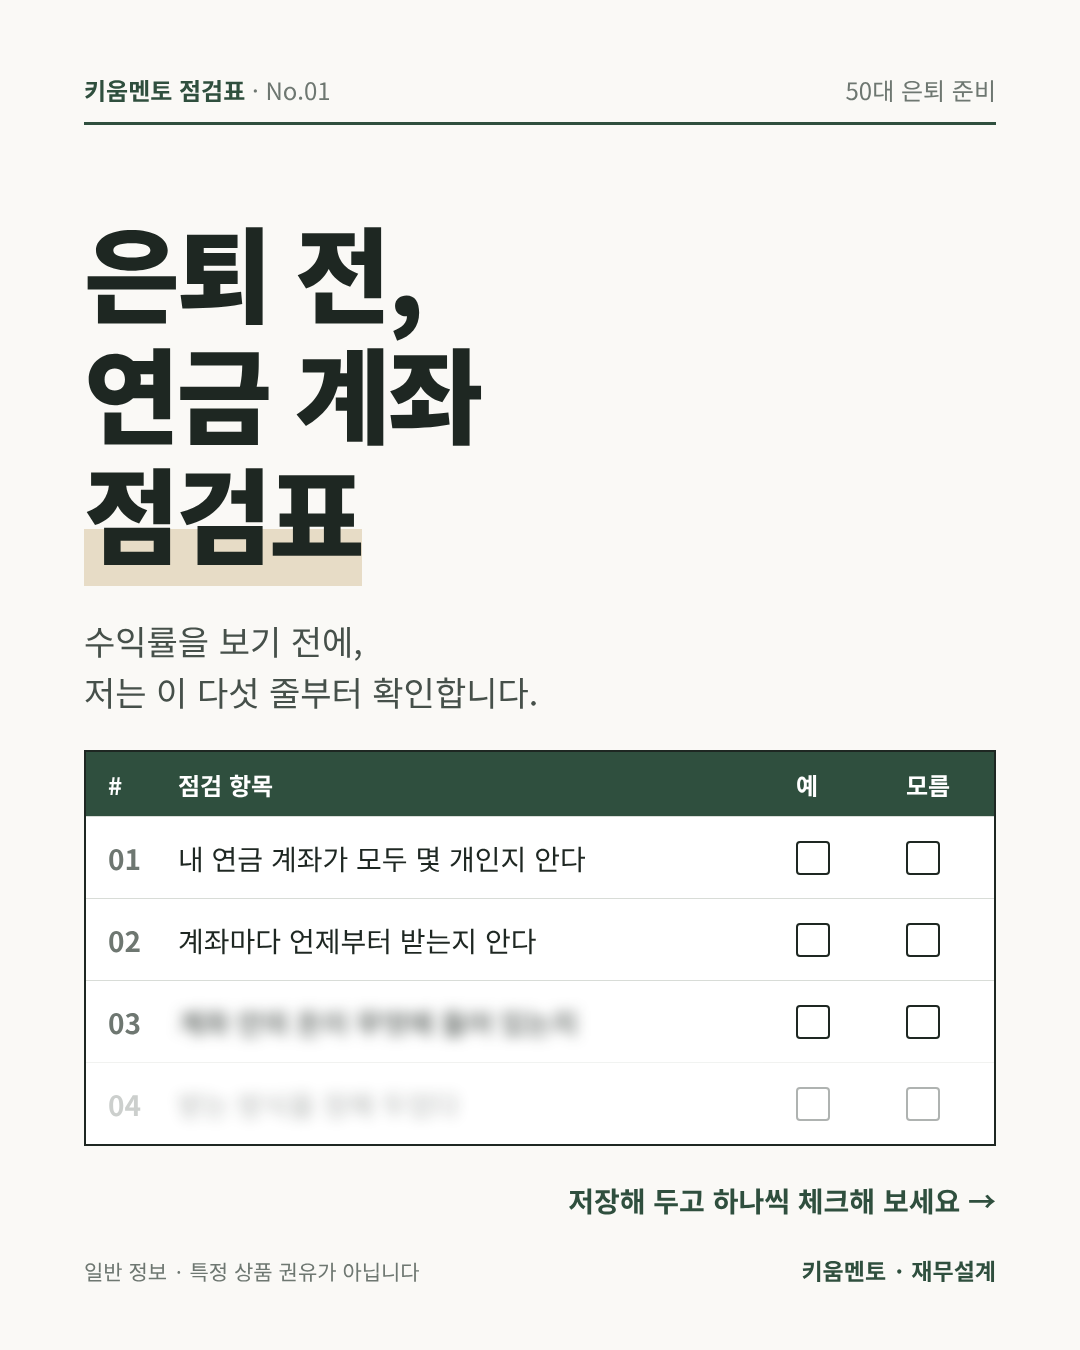 키움멘토 점검표 · No.01
50대 은퇴 준비
은퇴 전,
연금 계좌
점검표
수익률을 보기 전에,
저는 이 다섯 줄부터 확인합니다.
# 점검 항목 예 모름
01 내 연금 계좌가 모두 몇 개인지 안다
02 계좌마다 언제부터 받는지 안다
03
04
저장해 두고 하나씩 체크해 보세요 →
일반 정보 · 특정 상품 권유가 아닙니다
키움멘토 · 재무설계